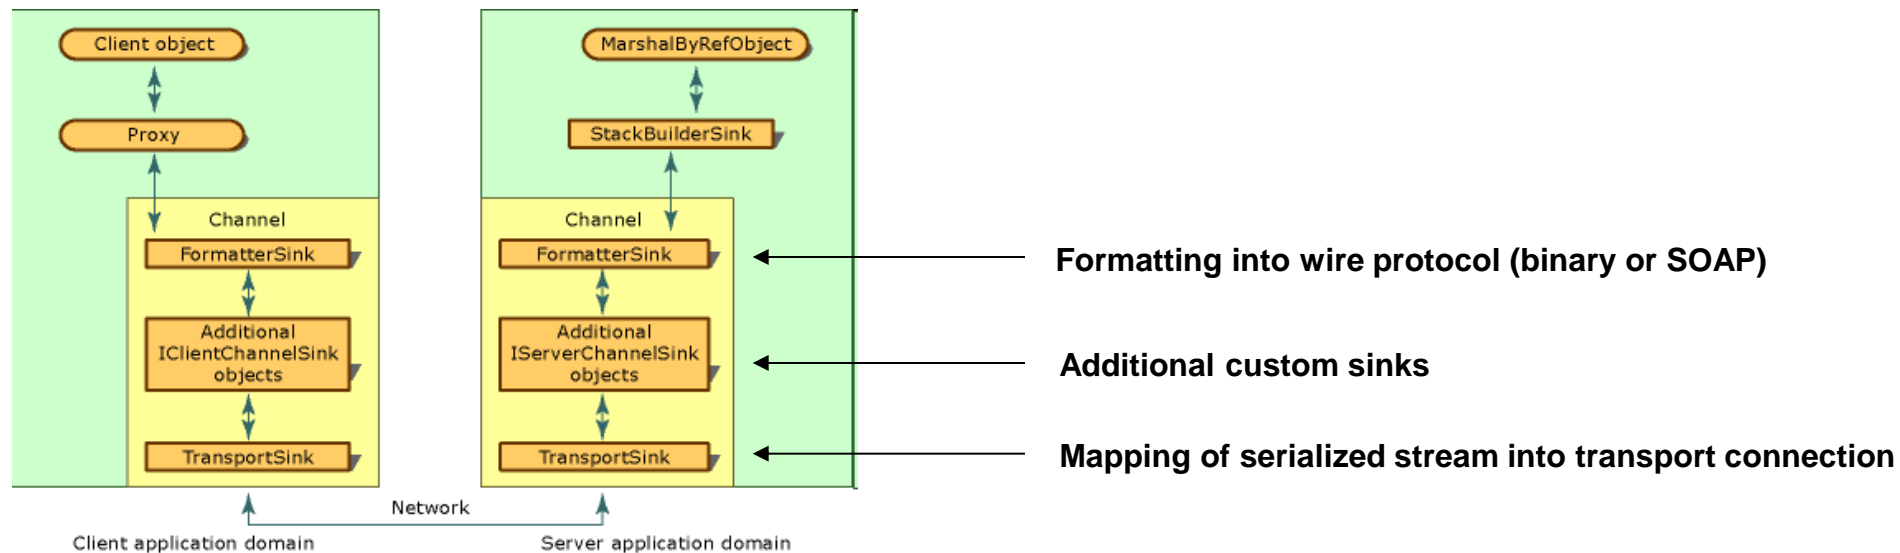 Client object
MarshalByRefObject
Proxy
StackBuilderSink
Channel
Channel
FormatterSink
FormatterSink
Formatting into wire protocol (binary or SOAP)
Additional
IClientChannelSink
objects
Additional
IServerChannelSink
objects
Additional custom sinks
TransportSink
TransportSink
Mapping of serialized stream into transport connection
Network
Client application domain
Server application domain